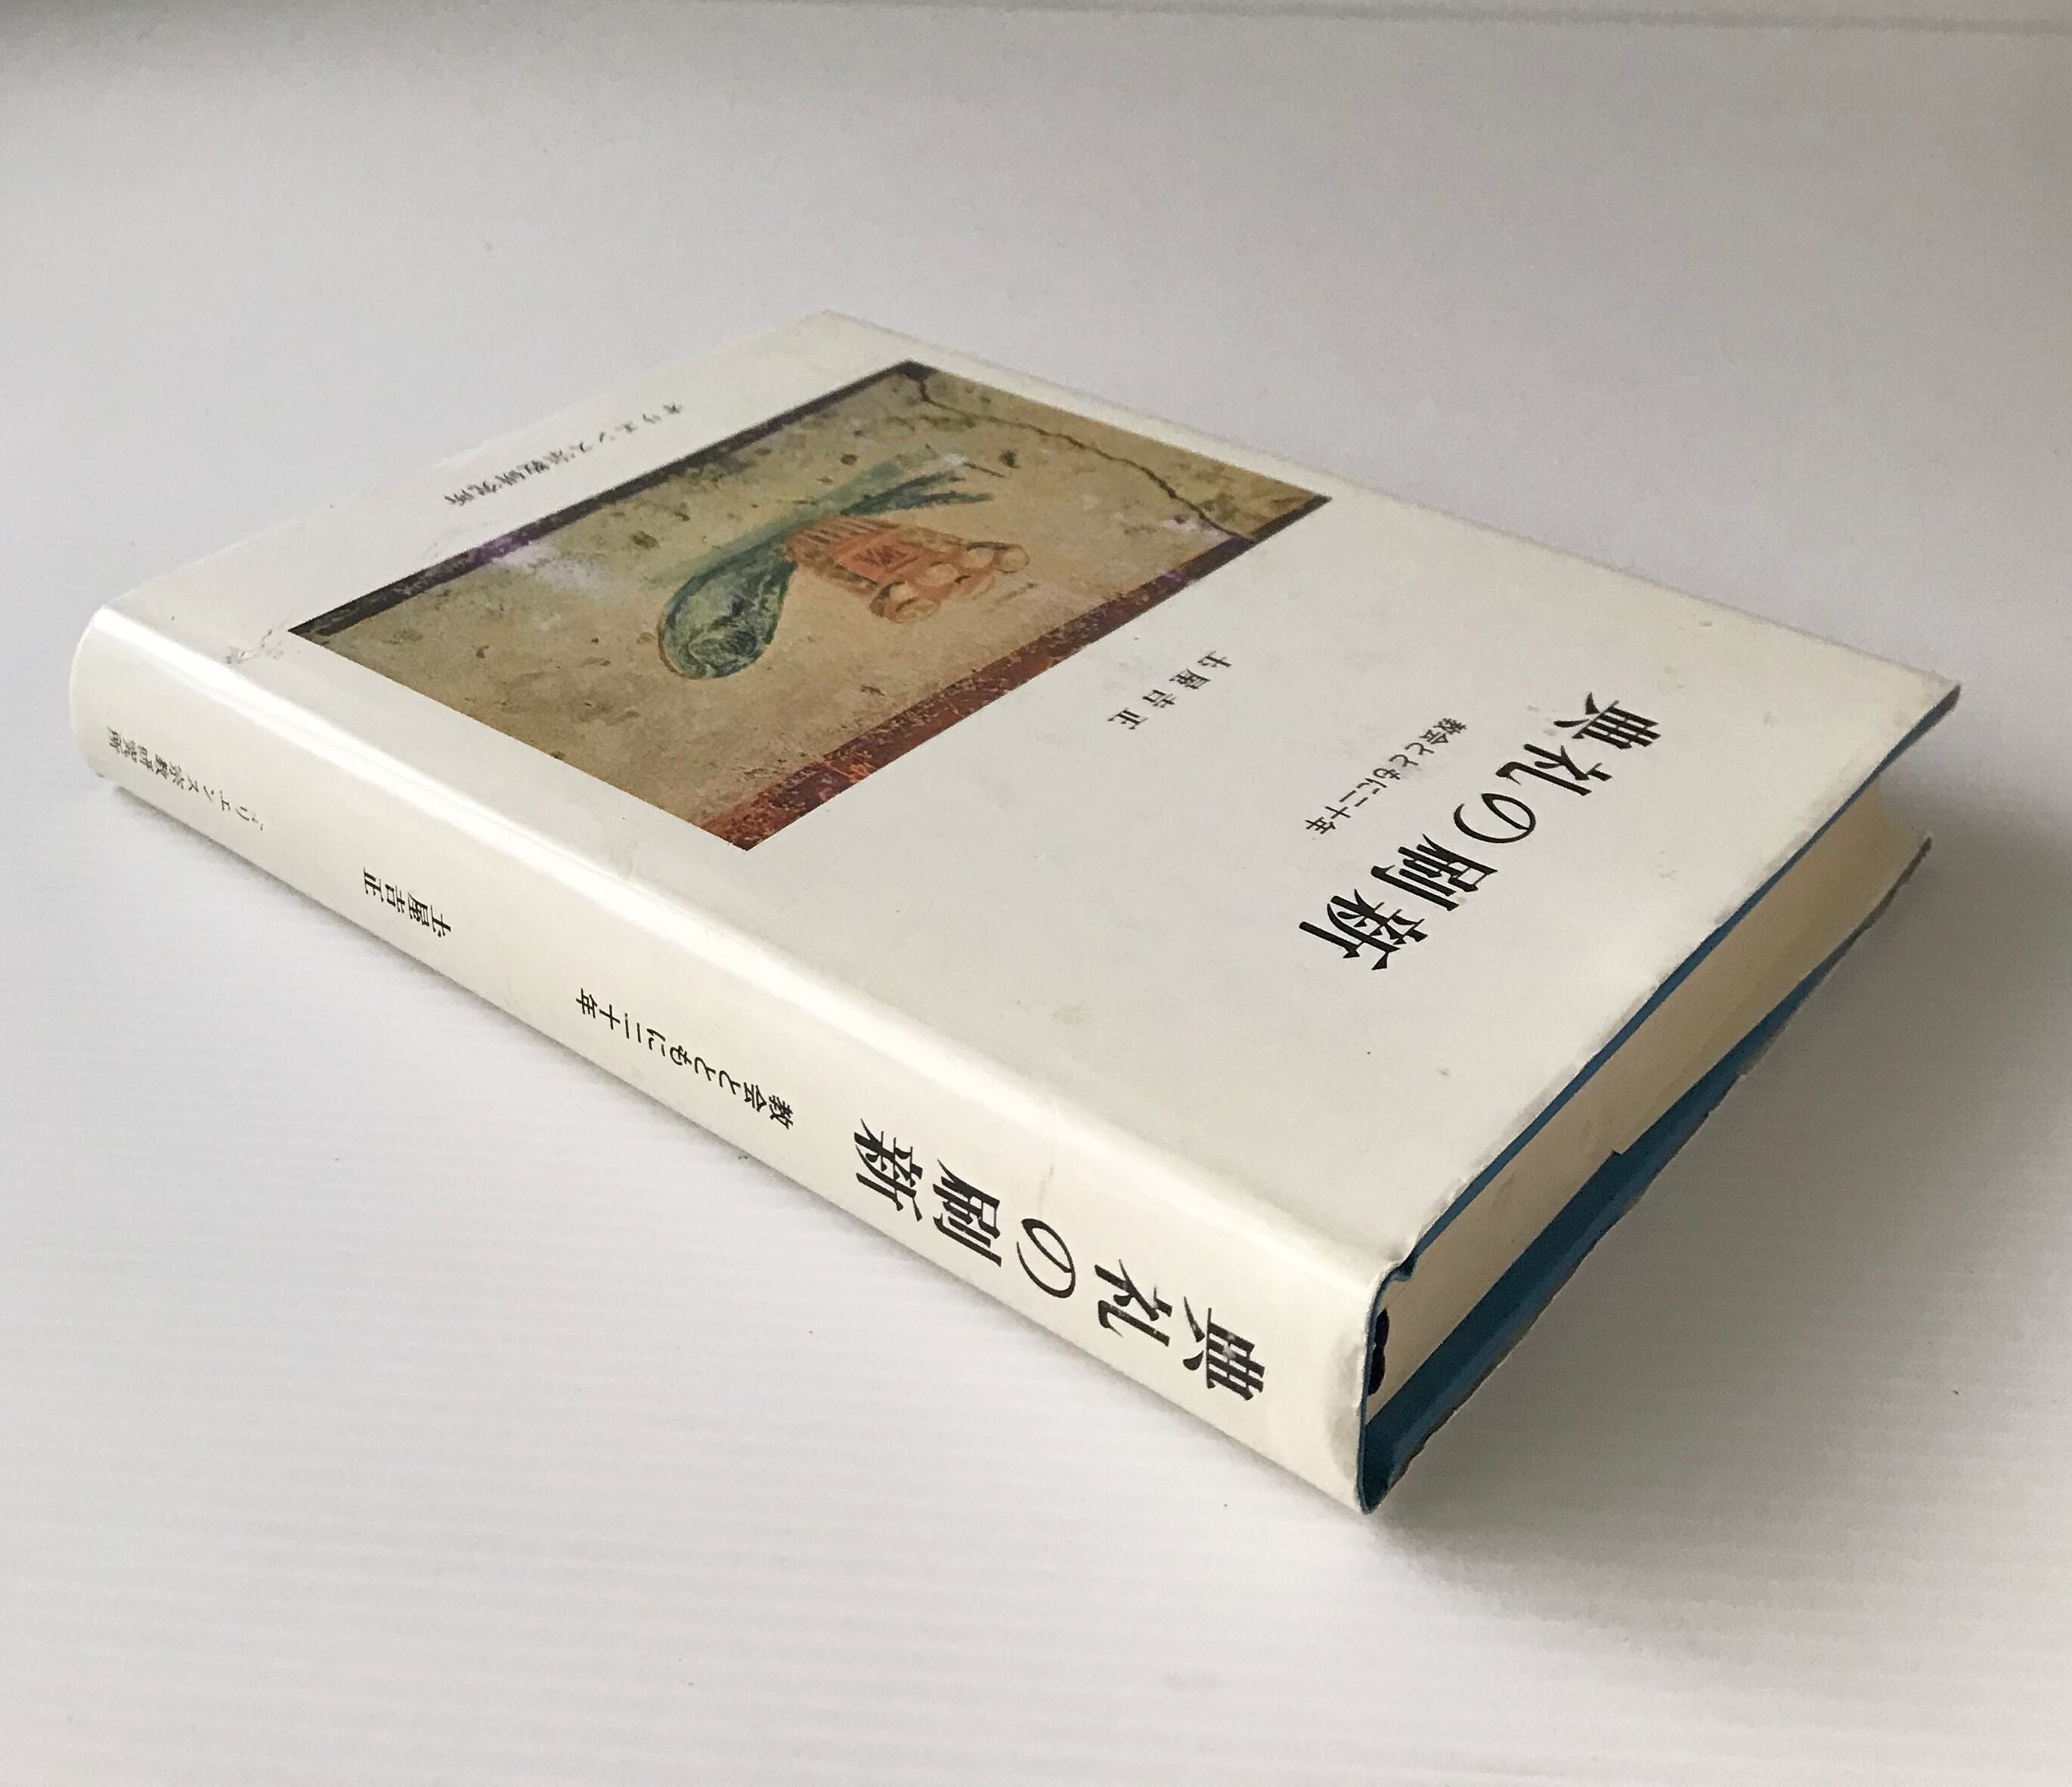 典礼の刷新
教会とともに二十年
土屋吉正
オリエンス宗教研究所
典礼の刷新
教会とともに二十年
土屋吉正
オリエンス宗教研究所